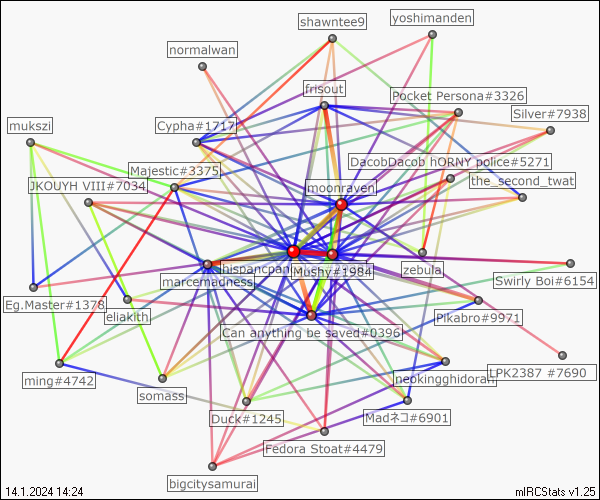 shawntee9
yoshimanden
normalwan
frisout
Pocket Persona#3326
Silver#7938
mukszi
Cypha#1717
DacobDacob hORNY police#5271
Majestic#3375
JKOUYH VIII#7034
moonraven
the_second_twat
hispancpan
Mushy#1984
zebula
marcemadness
Swirly Boi#6154
Eg.Master#1378
eliakith
Pikabro#9971
Can anything be saved#0396
LPK2387 #7690
ming#4742
neokingghidorah
somass
Duck#1245
Madネコ#6901
Fedora Stoat#4479
bigcitysamurai
14.1.2024 14:24
mIRCStats v1.25